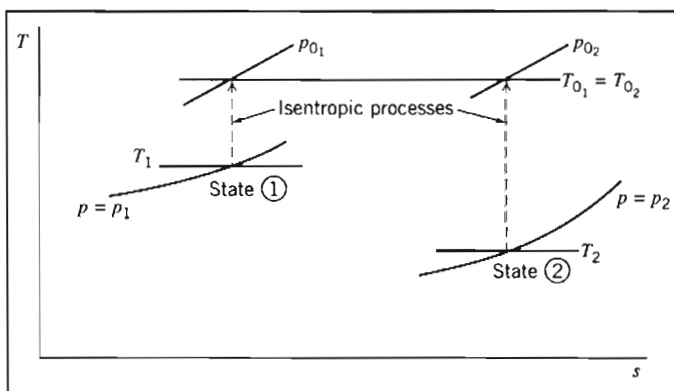 T
p₀₁
p₀₂
T₀₁ = T₀₂
Isentropic processes
T₁
State ①
p = p₁
p = p₂
T₂
State ②
s